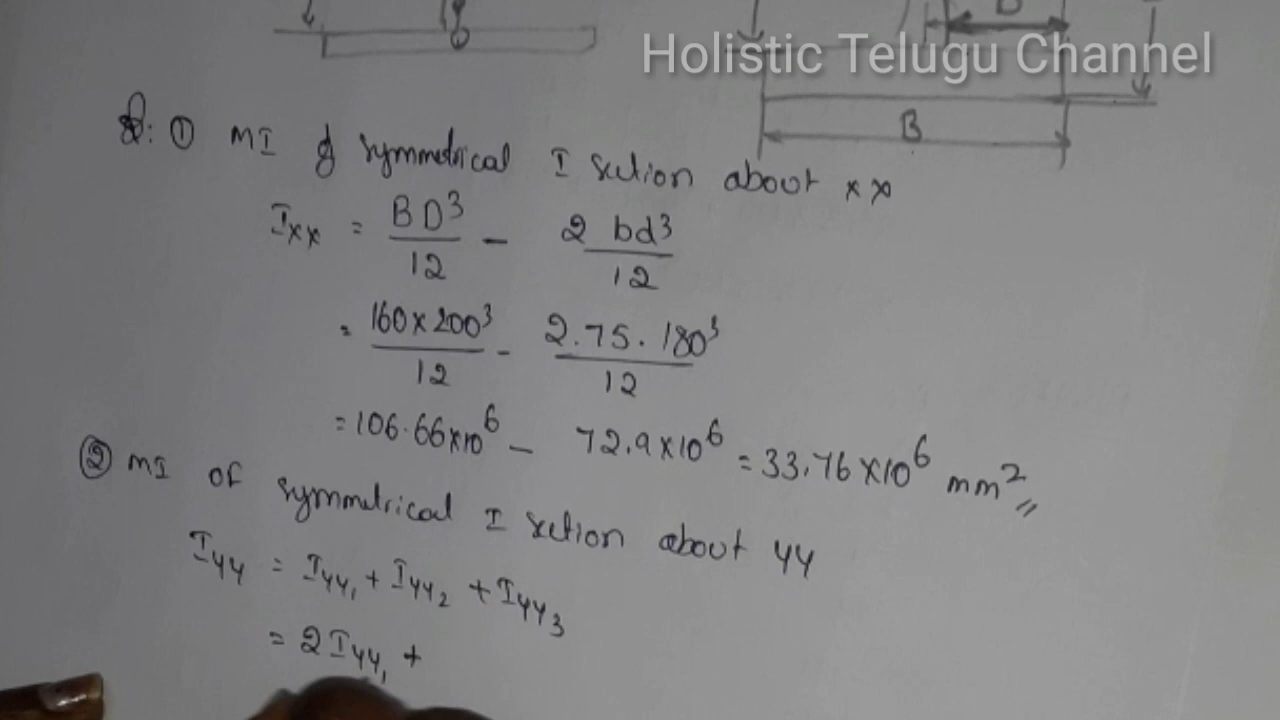 Holistic Telugu Channel
B
① MI of symmetrical I section about xx
Ixx = BD³/12 - 2 bd³/12
= 160×200³/12 - 2.75.180³/12
= 106.66×10⁶ - 72.9×10⁶ = 33.76×10⁶ mm²//
② MI of symmetrical I section about yy
Iyy = Iyy₁ + Iyy₂ + Iyy₃
= 2Iyy₁ +